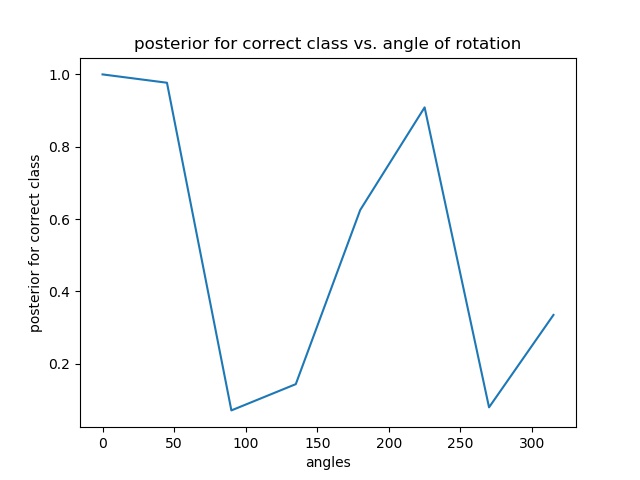 posterior for correct class vs. angle of rotation
posterior for correct class
1.0
0.8
0.6
0.4
0.2
0 50 100 150 200 250 300
angles